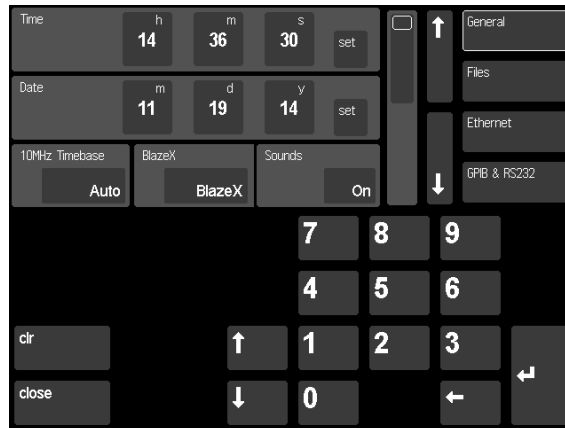 Time
h m s
14 36 30 set
Date
m d y
11 19 14 set
10MHz Timebase BlazeX Sounds
Auto BlazeX On
General
Files
Ethernet
GPIB & RS232
7 8 9
4 5 6
clr 1 2 3
close 0